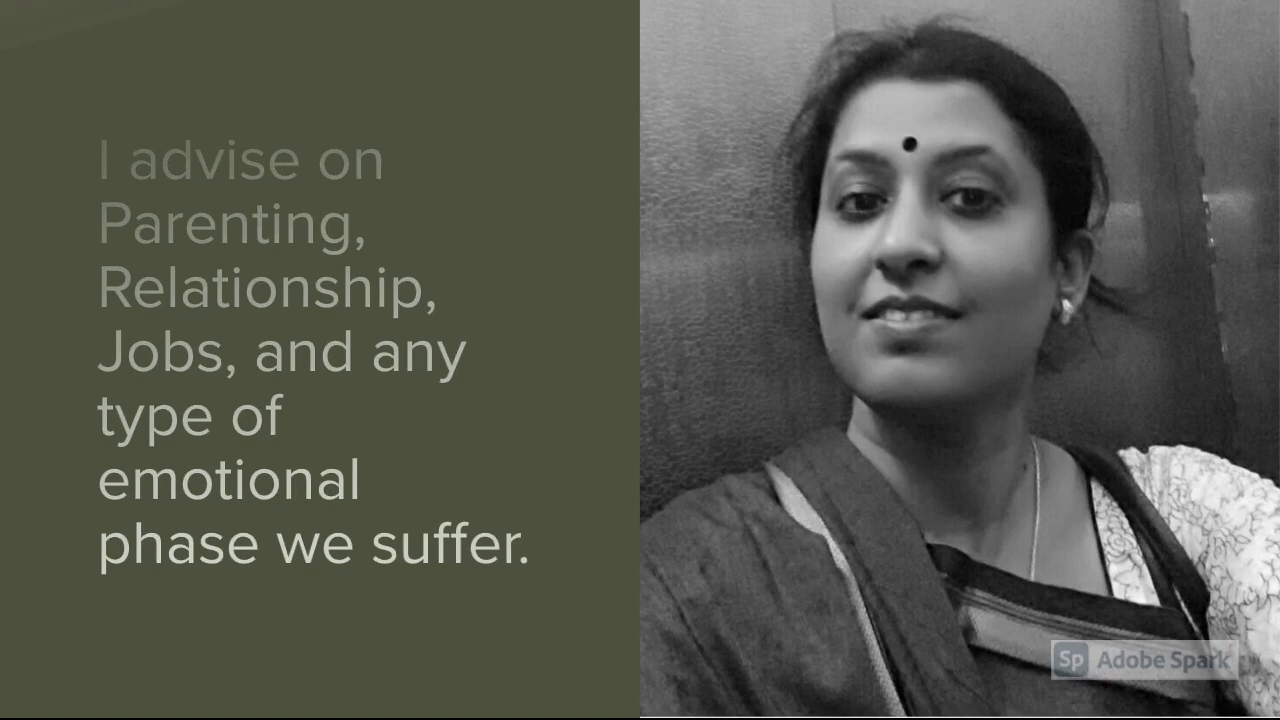 I advise on
Parenting,
Relationship,
Jobs, and any
type of
emotional
phase we suffer.
Sp Adobe Spark